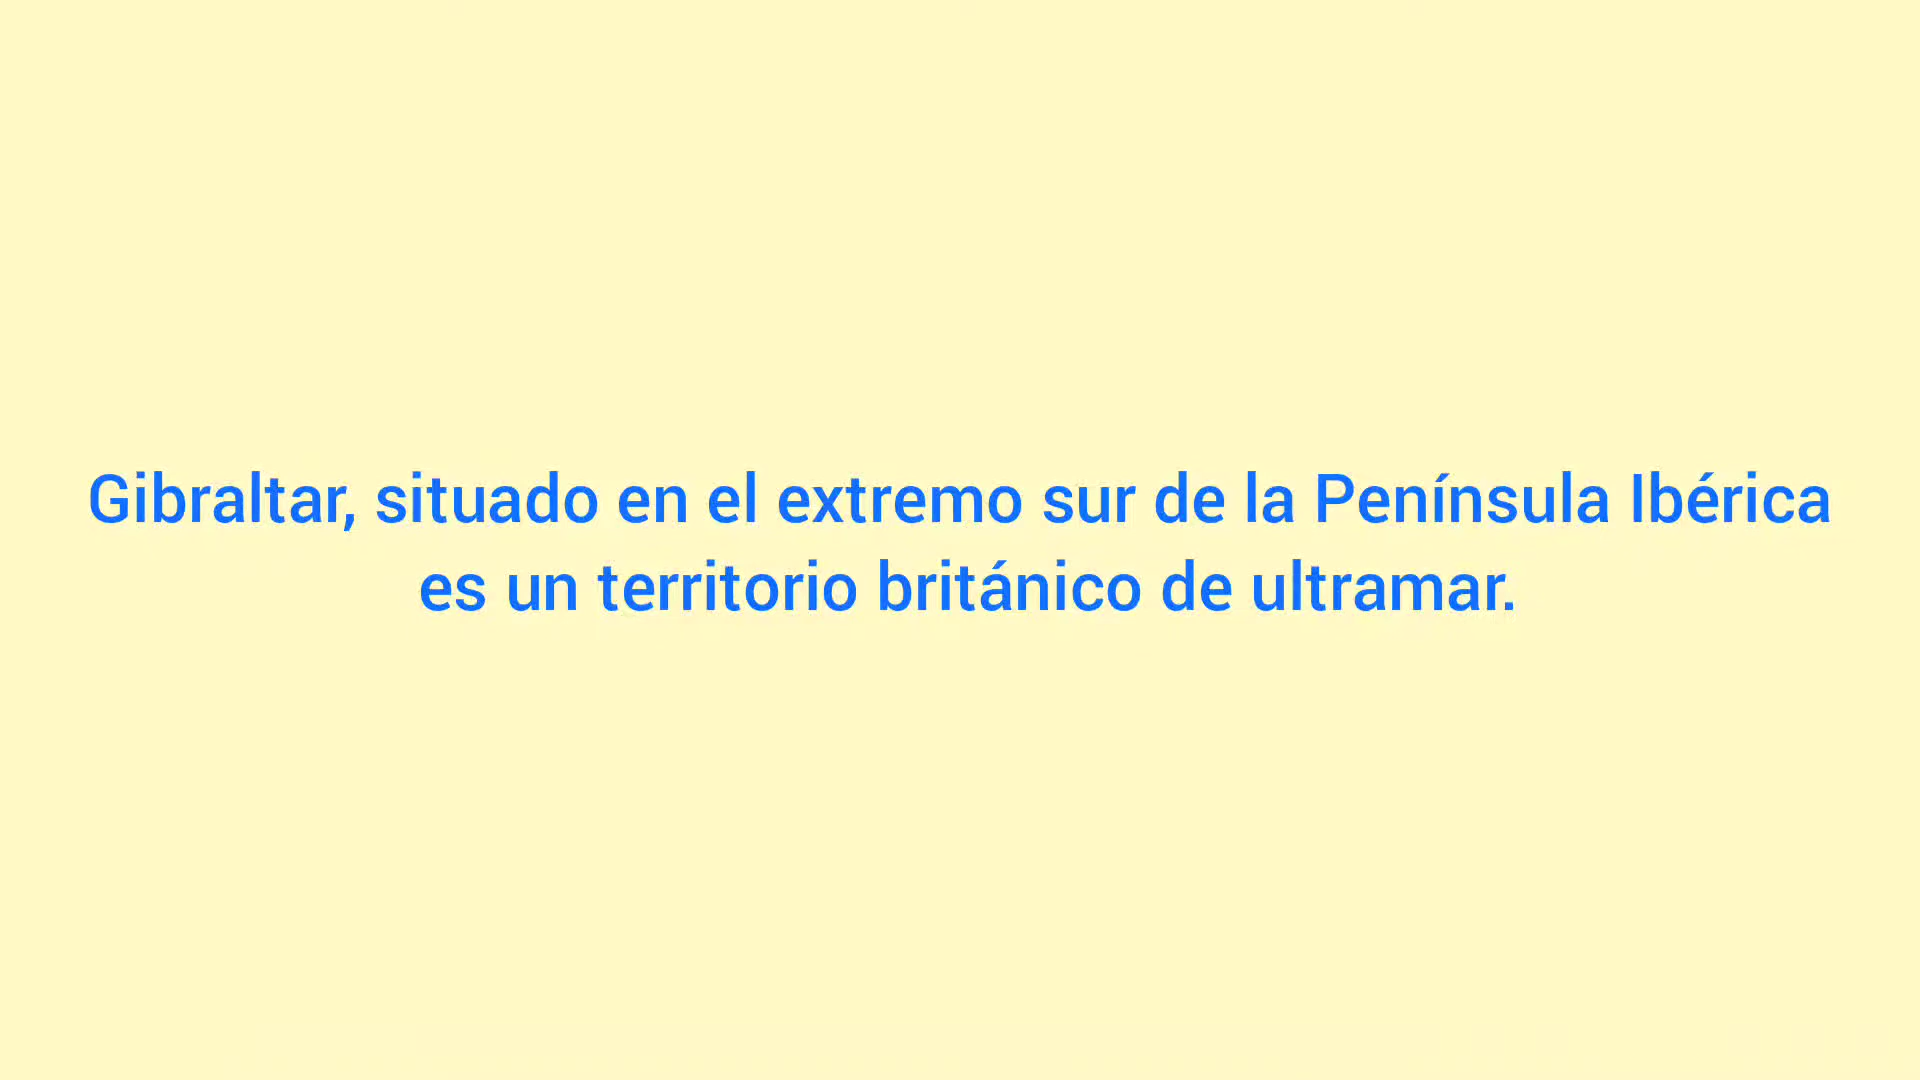 Gibraltar, situado en el extremo sur de la Península Ibérica
es un territorio británico de ultramar.